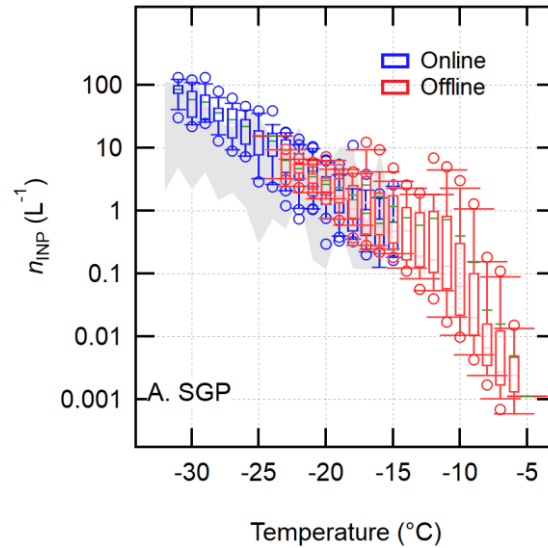 Online
Offline
100
10
1
0.1
0.01
0.001
nINP (L-1)
A. SGP
-30 -25 -20 -15 -10 -5
Temperature (°C)